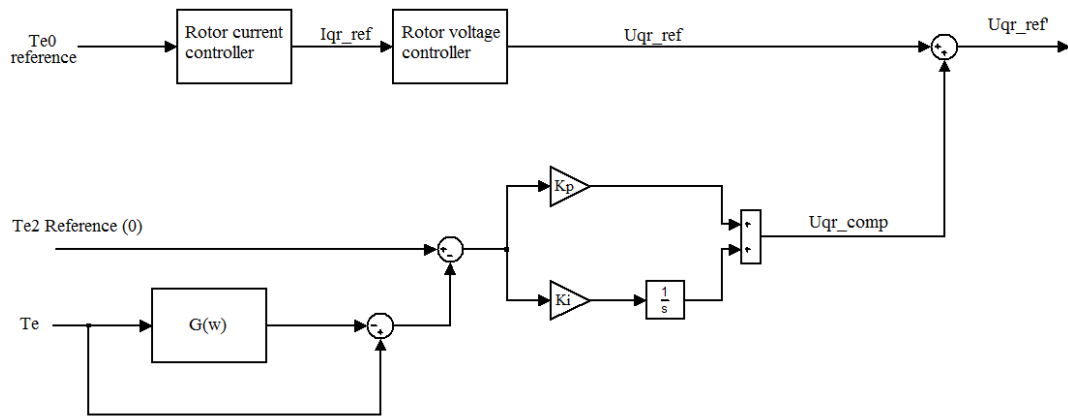 Te0
reference
Rotor current
controller
Iqr_ref
Rotor voltage
controller
Uqr_ref
+
+
Uqr_ref'
Te2 Reference (0)
+
-
Kp
Ki
1
s
+
+
Uqr_comp
Te
G(w)
-
+